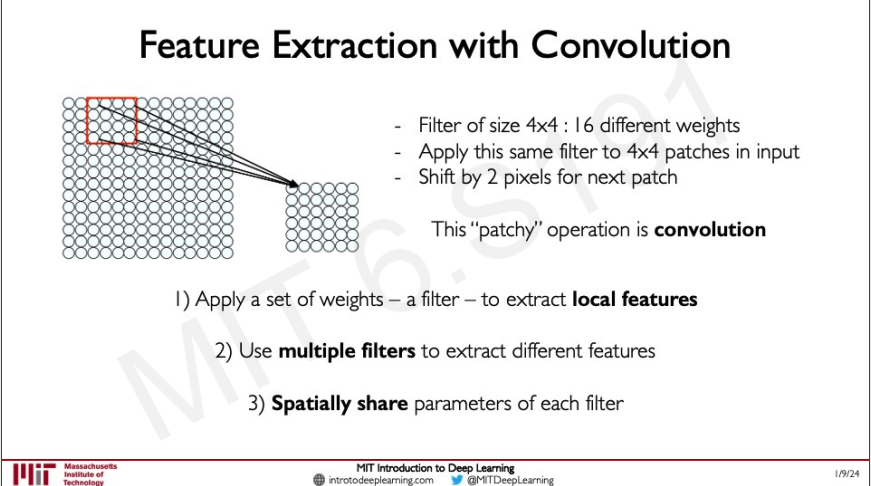 Feature Extraction with Convolution
- Filter of size 4x4 : 16 different weights
- Apply this same filter to 4x4 patches in input
- Shift by 2 pixels for next patch
This “patchy” operation is convolution
1) Apply a set of weights – a filter – to extract local features
2) Use multiple filters to extract different features
3) Spatially share parameters of each filter
MIT 6.S191
Massachusetts
Institute of
Technology
MIT Introduction to Deep Learning
introtodeeplearning.com @MITDeepLearning
1/9/24